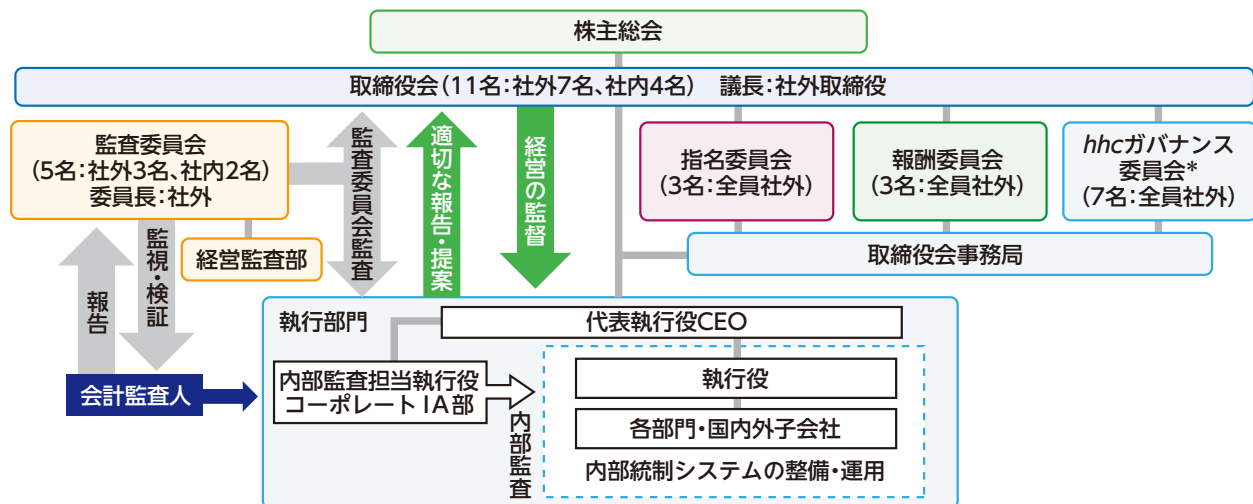 株主総会
取締役会(11名：社外7名、社内4名)　議長：社外取締役
監査委員会
(5名：社外3名、社内2名)
委員長：社外
経営監査部
監査委員会監査
適切な報告・提案
経営の監督
指名委員会
(3名：全員社外)
報酬委員会
(3名：全員社外)
hhcガバナンス
委員会*
(7名：全員社外)
取締役会事務局
報告
監視・検証
会計監査人
執行部門
代表執行役CEO
内部監査担当執行役
コーポレートIA部
内部監査
執行役
各部門・国内外子会社
内部統制システムの整備・運用